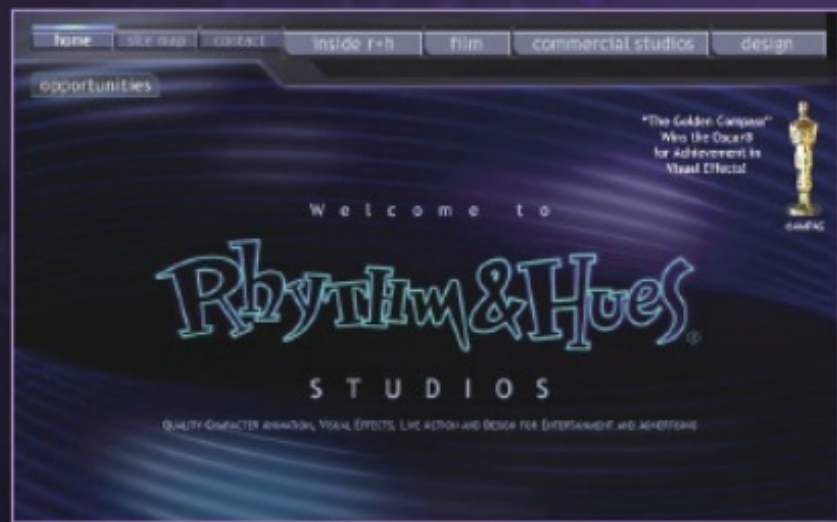 home site map contact inside r+h film commercial studios design
opportunities
"The Golden Compass"
Wins the Oscar®
for Achievement in
Visual Effects!
©AMPAS
Welcome to
Rhythm & Hues®
STUDIOS
QUALITY CHARACTER ANIMATION, VISUAL EFFECTS, LIVE ACTION AND DESIGN FOR ENTERTAINMENT AND ADVERTISING